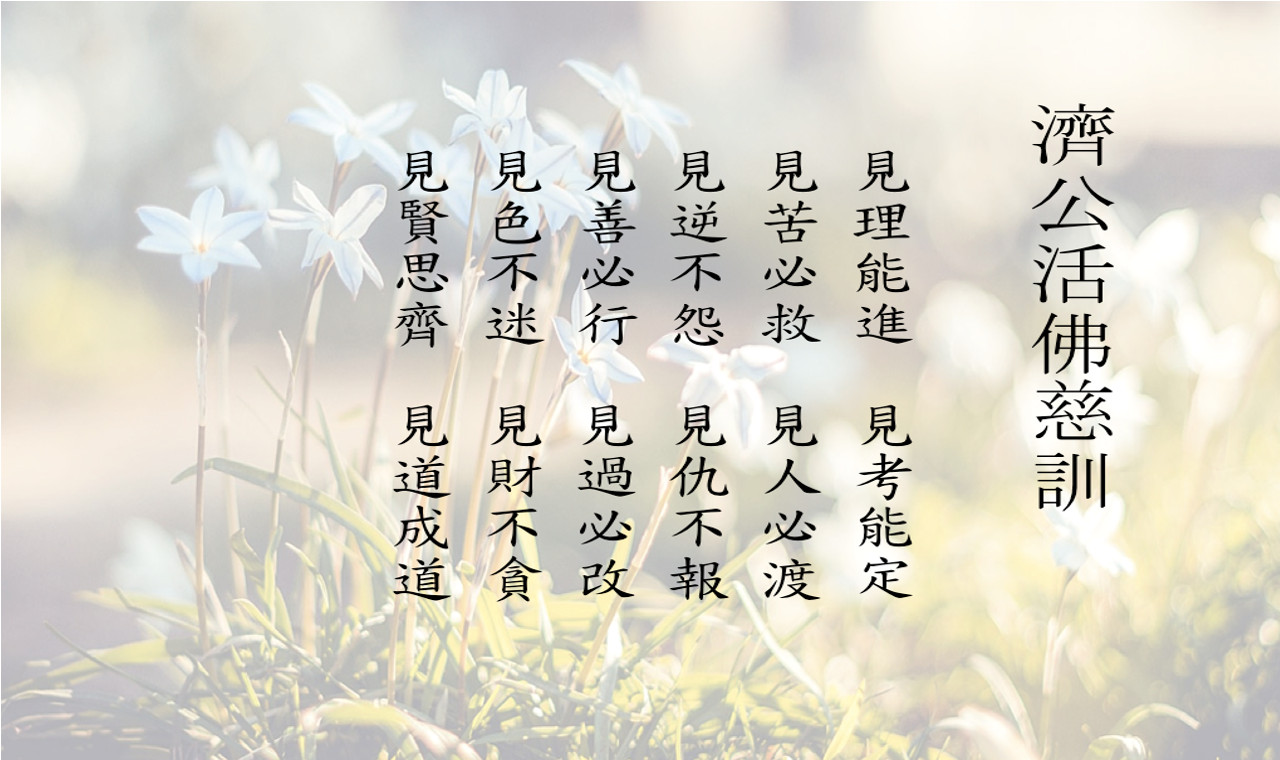 濟公活佛慈訓
見理能進 見考能定
見苦必救 見人必渡
見逆不怨 見仇不報
見善必行 見過必改
見色不迷 見財不貪
見賢思齊 見道成道